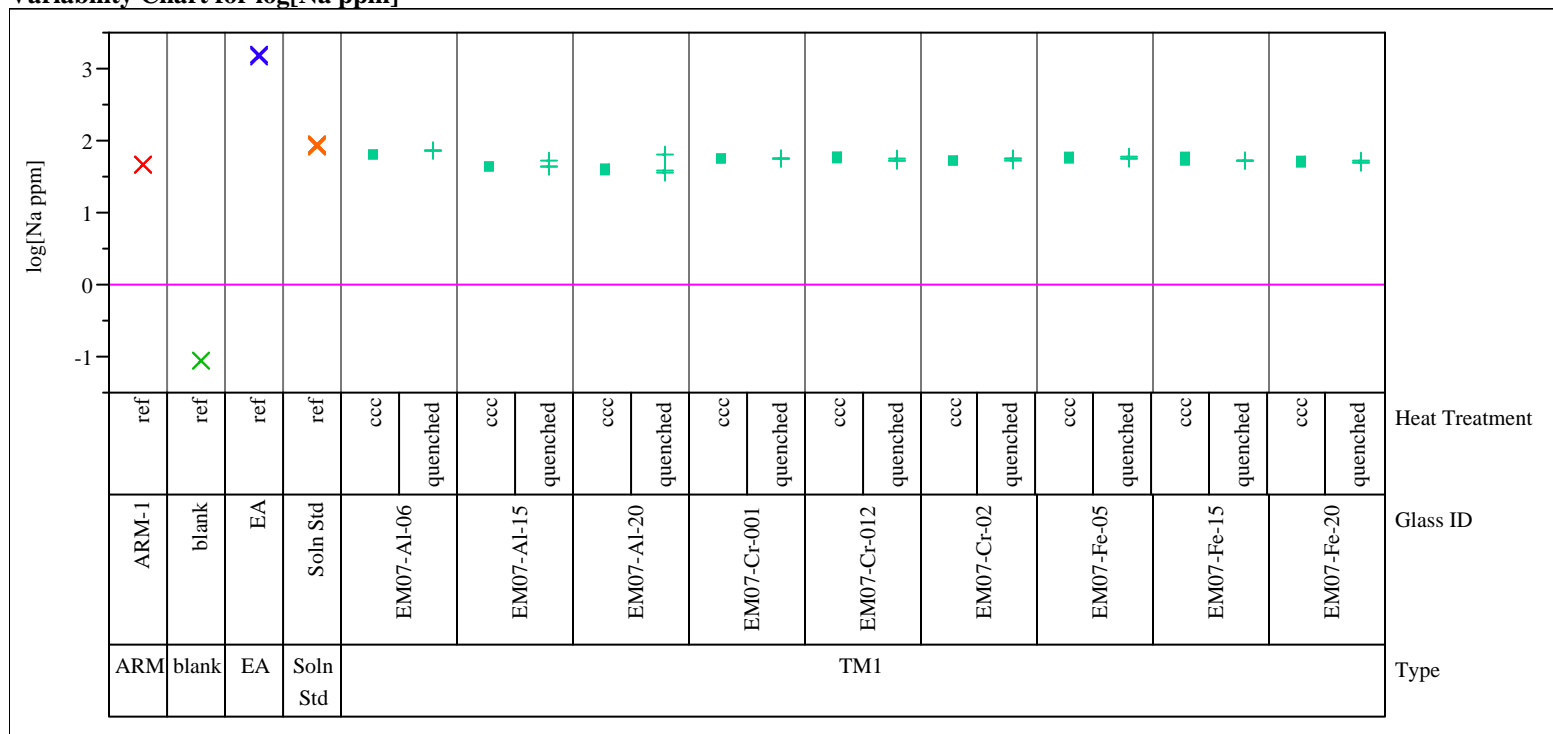 Variability Chart for log[Na ppm]
log[Na ppm]
3
2
1
0
-1
ref ref ref ref ccc quenched ccc quenched ccc quenched ccc quenched ccc quenched ccc quenched ccc quenched ccc quenched ccc quenched
Heat Treatment
ARM-1 blank EA Soln Std EM07-Al-06 EM07-Al-15 EM07-Al-20 EM07-Cr-001 EM07-Cr-012 EM07-Cr-02 EM07-Fe-05 EM07-Fe-15 EM07-Fe-20
Glass ID
ARM blank EA Soln
Std
TM1
Type